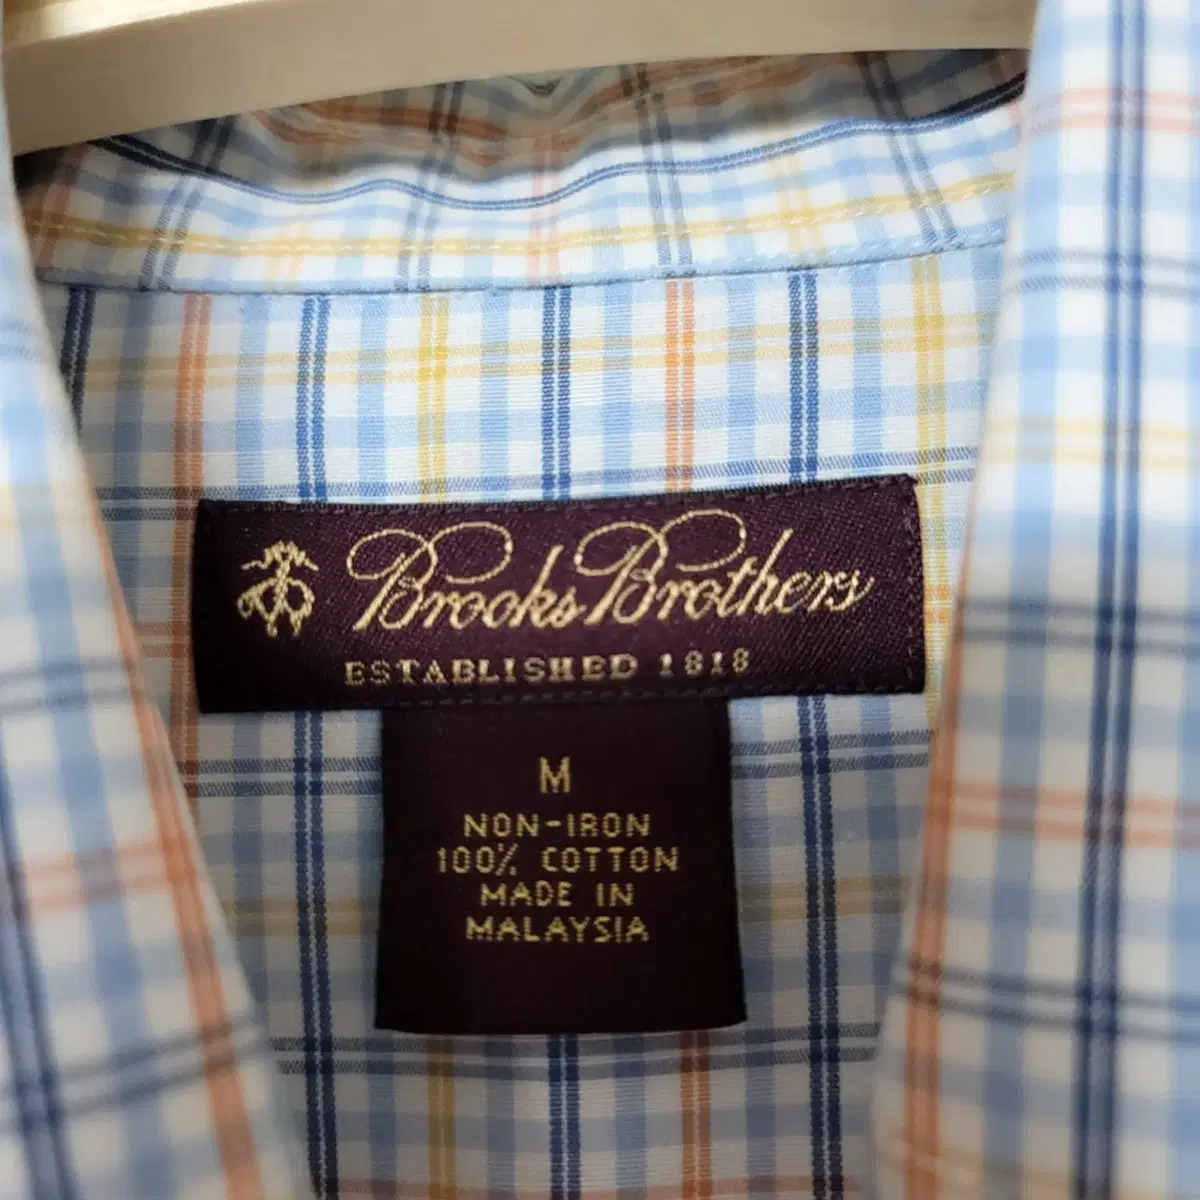 Brooks Brothers
ESTABLISHED 1818
M
NON-IRON
100% COTTON
MADE IN
MALAYSIA